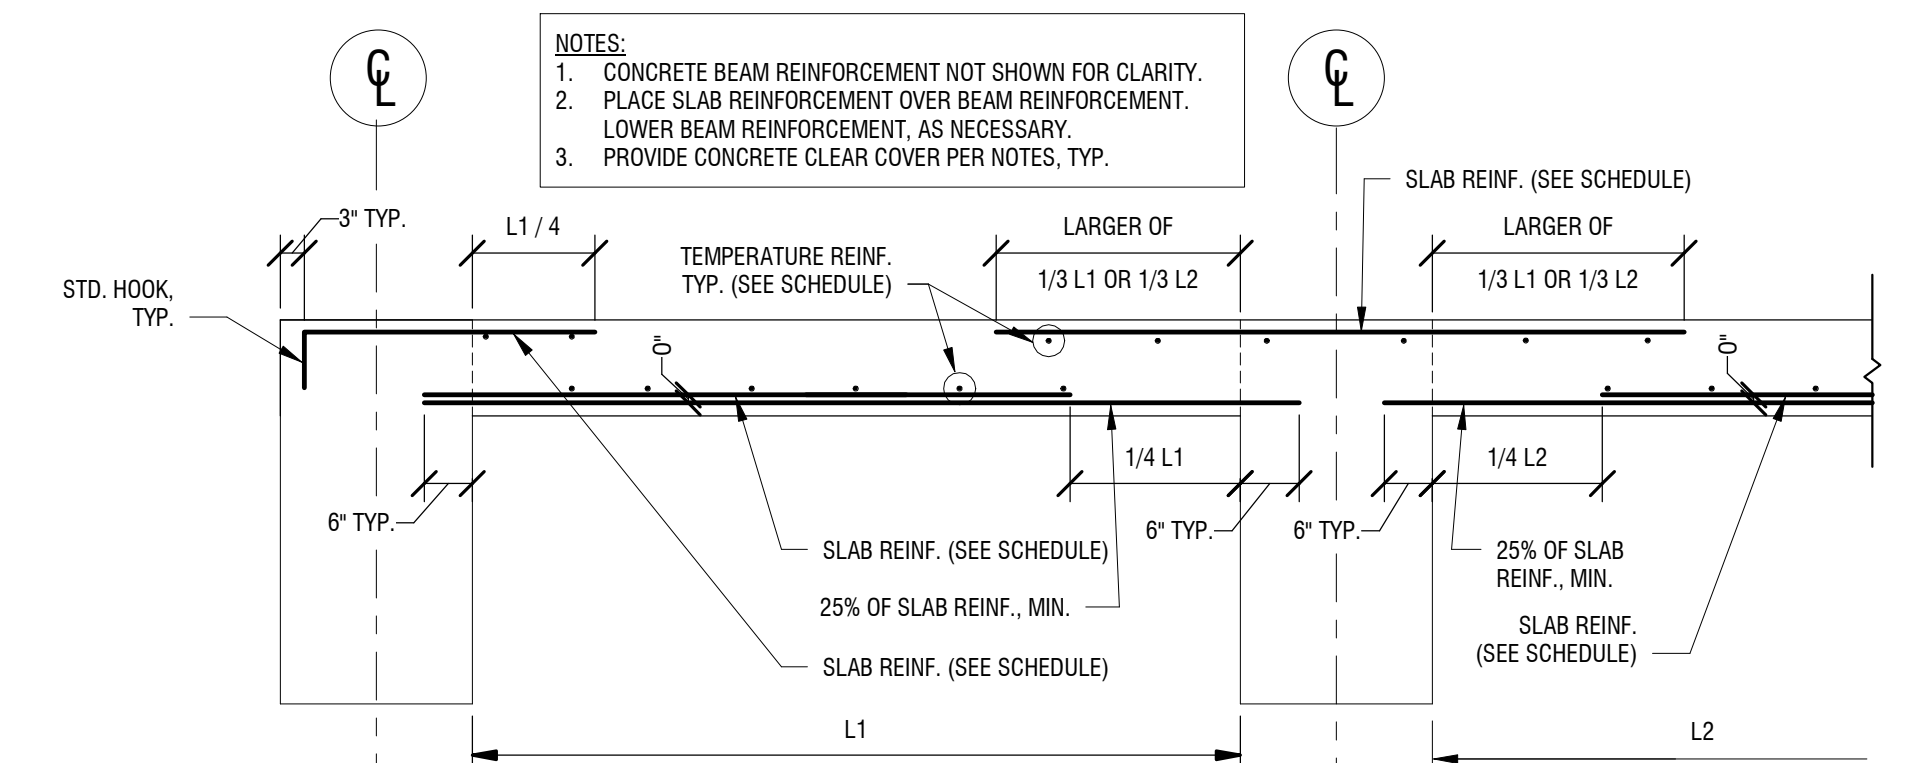 NOTES:
1. CONCRETE BEAM REINFORCEMENT NOT SHOWN FOR CLARITY.
2. PLACE SLAB REINFORCEMENT OVER BEAM REINFORCEMENT.
LOWER BEAM REINFORCEMENT, AS NECESSARY.
3. PROVIDE CONCRETE CLEAR COVER PER NOTES, TYP.
CL
CL
SLAB REINF. (SEE SCHEDULE)
3" TYP.
L1 / 4
LARGER OF
1/3 L1 OR 1/3 L2
LARGER OF
1/3 L1 OR 1/3 L2
TEMPERATURE REINF.
TYP. (SEE SCHEDULE)
STD. HOOK,
TYP.
0"
0"
1/4 L1
1/4 L2
6" TYP.
6" TYP.
6" TYP.
SLAB REINF. (SEE SCHEDULE)
25% OF SLAB REINF., MIN.
SLAB REINF. (SEE SCHEDULE)
25% OF SLAB
REINF., MIN.
SLAB REINF.
(SEE SCHEDULE)
L1
L2